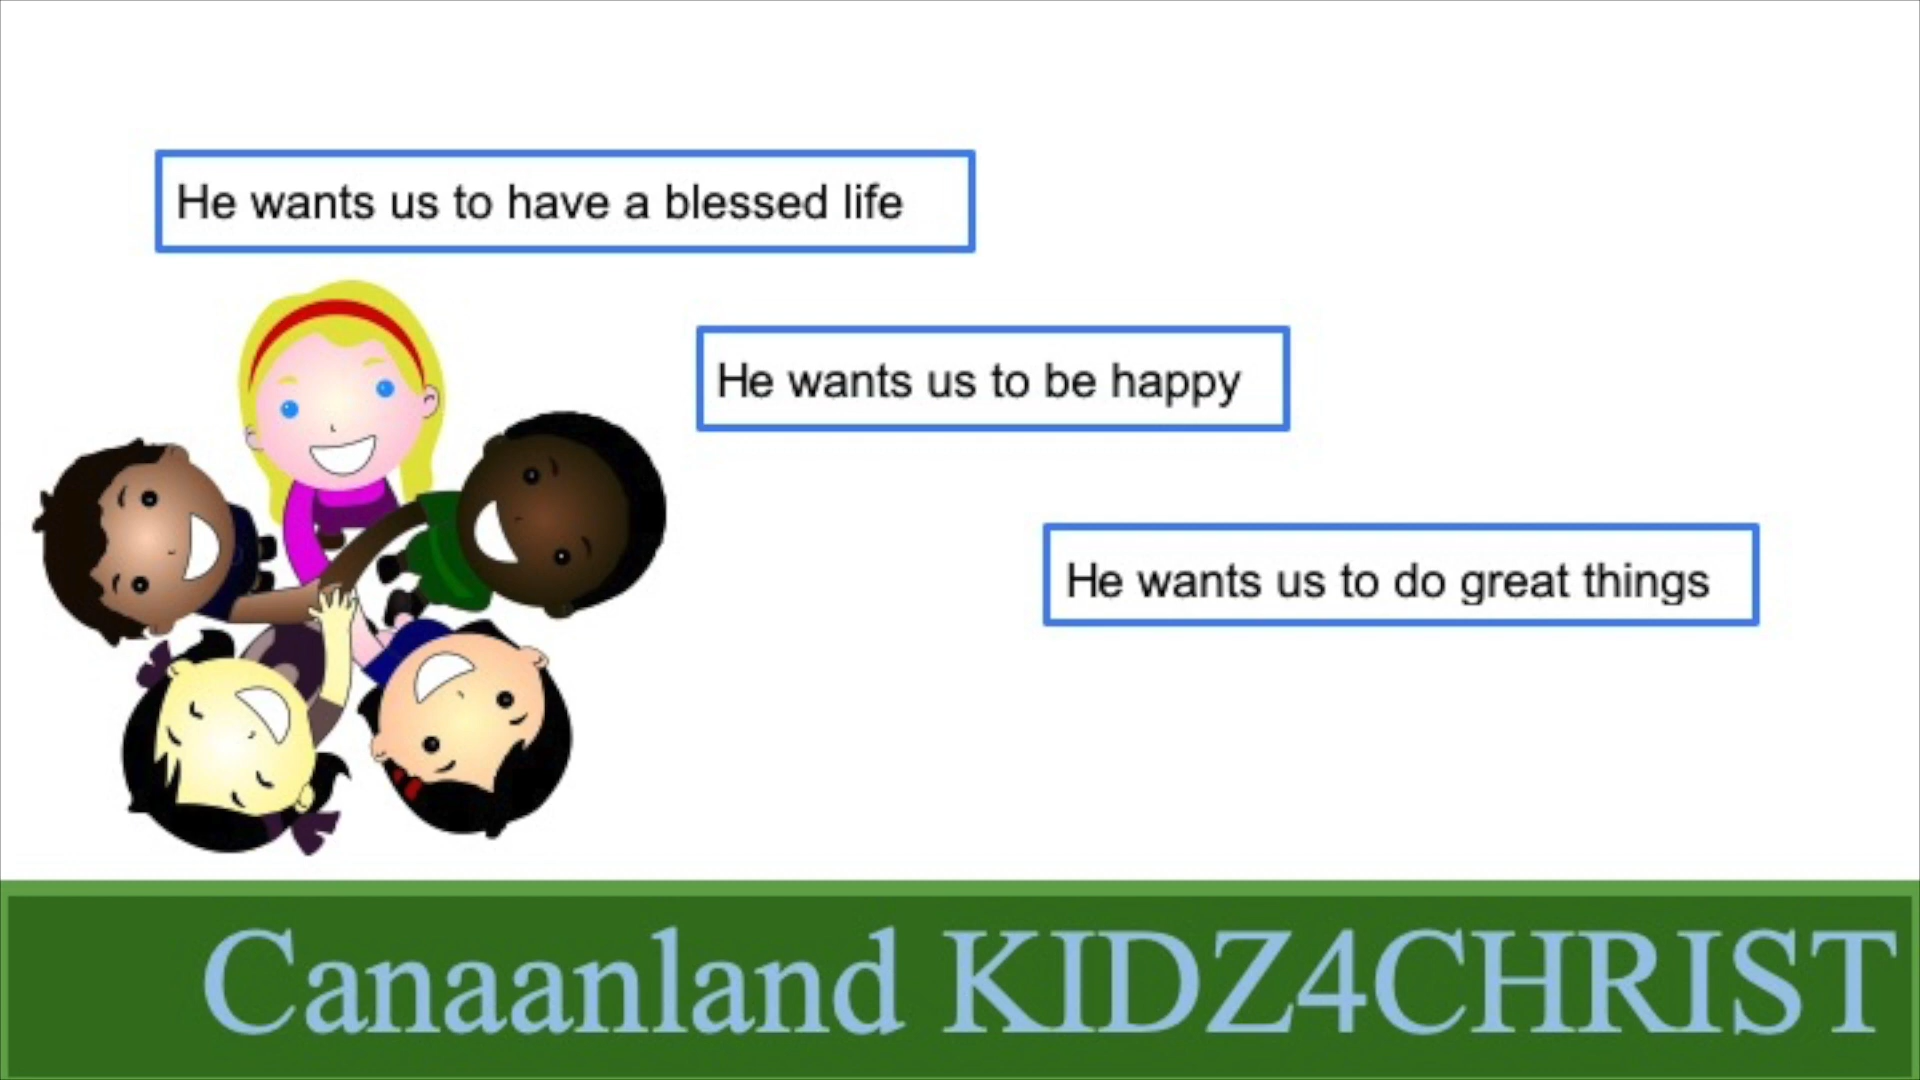 He wants us to have a blessed life
He wants us to be happy
He wants us to do great things
Canaanland KIDZ4CHRIST